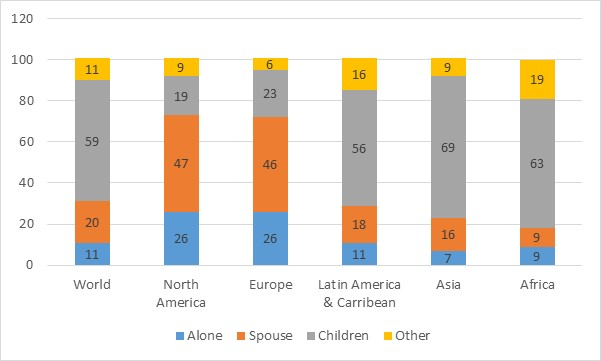 120
100
80
60
40
20
0
11 9 6 16 9 19
59 19 23 56 69 63
20 47 46 18 16 9
11 26 26 11 7 9
World North America Europe Latin America & Carribean Asia Africa
Alone Spouse Children Other